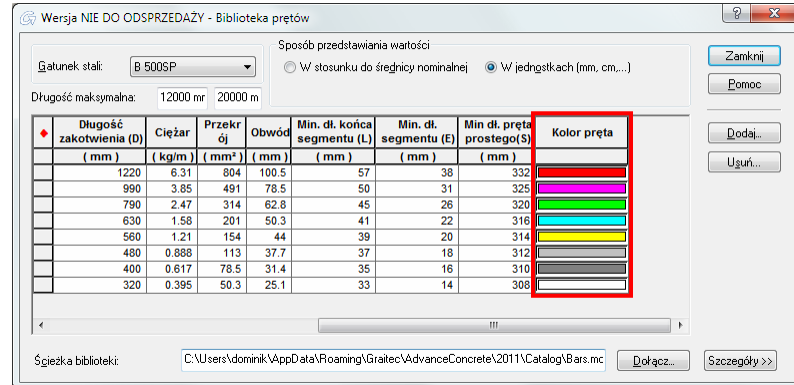 Wersja NIE DO ODSPRZEDAŻY - Biblioteka prętów
Gatunek stali: B 500SP
Sposób przedstawiania wartości
W stosunku do średnicy nominalnej W jednostkach (mm, cm,...)
Zamknij
Pomoc
Długość maksymalna: 12000 mr 20000 m
Dodaj...
Usuń...
Długość zakotwienia (D) Ciężar Przekr ój Obwód Min. dł. końca segmentu (L) Min. dł. segmentu (E) Min dł. pręta prostego(S) Kolor pręta
( mm ) ( kg/m ) ( mm² ) ( mm ) ( mm ) ( mm ) ( mm )
1220 6.31 804 100.5 57 38 332
990 3.85 491 78.5 50 31 325
790 2.47 314 62.8 45 26 320
630 1.58 201 50.3 41 22 316
560 1.21 154 44 39 20 314
480 0.888 113 37.7 37 18 312
400 0.617 78.5 31.4 35 16 310
320 0.395 50.3 25.1 33 14 308
Ścieżka biblioteki: C:\Users\dominik\AppData\Roaming\Graitec\AdvanceConcrete\2011\Catalog\Bars.mc Dołącz... Szczegóły >>